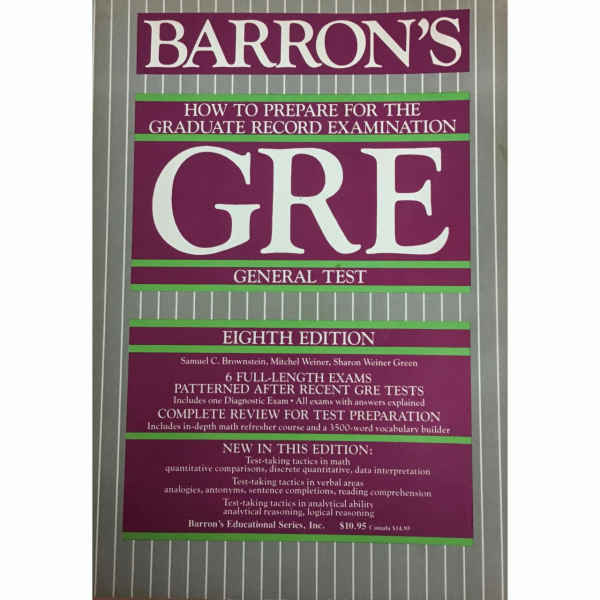 BARRON'S
HOW TO PREPARE FOR THE
GRADUATE RECORD EXAMINATION
GRE
GENERAL TEST
EIGHTH EDITION
Samuel C. Brownstein, Mitchel Weiner, Sharon Weiner Green
6 FULL-LENGTH EXAMS
PATTERNED AFTER RECENT GRE TESTS
Includes one Diagnostic Exam • All exams with answers explained
COMPLETE REVIEW FOR TEST PREPARATION
Includes in-depth math refresher course and a 3500-word vocabulary builder
NEW IN THIS EDITION:
Test-taking tactics in math
quantitative comparisons, discrete quantitative, data interpretation
Test-taking tactics in verbal areas
analogies, antonyms, sentence completions, reading comprehension
Test-taking tactics in analytical ability
analytical reasoning, logical reasoning
Barron's Educational Series, Inc. $10.95 Canada $14.95